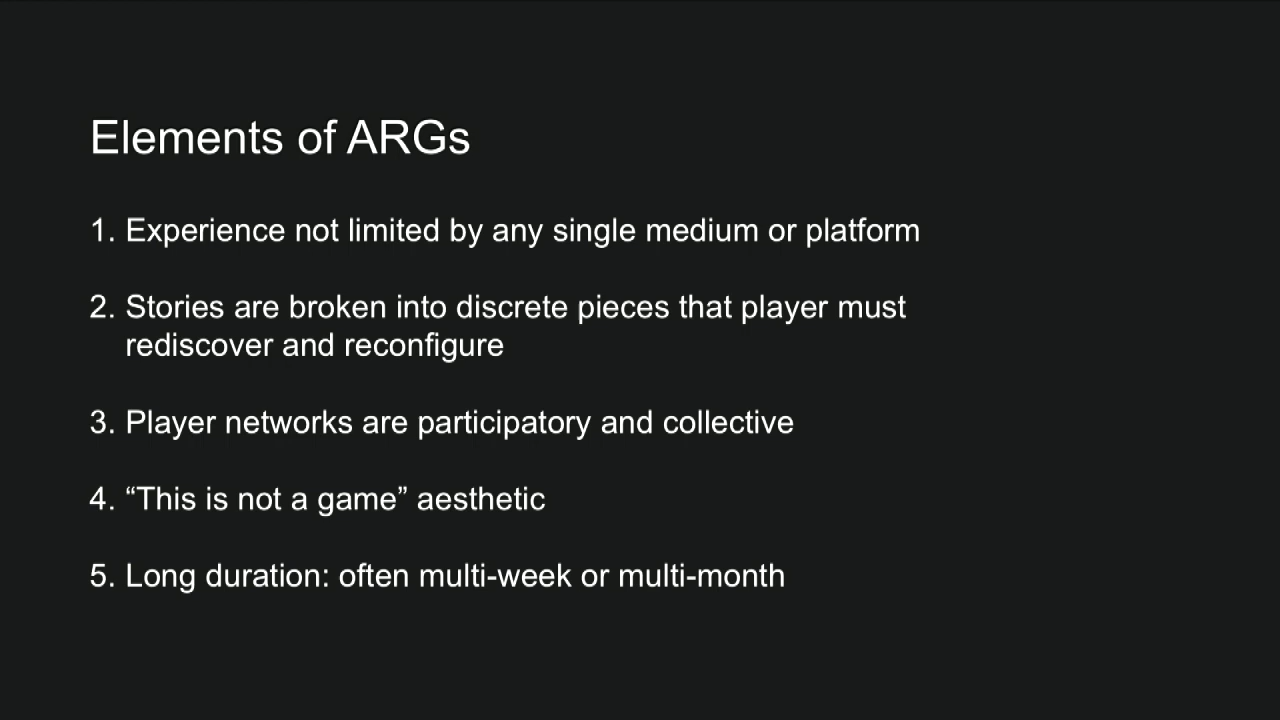 Elements of ARGs
1. Experience not limited by any single medium or platform
2. Stories are broken into discrete pieces that player must
rediscover and reconfigure
3. Player networks are participatory and collective
4. “This is not a game” aesthetic
5. Long duration: often multi-week or multi-month